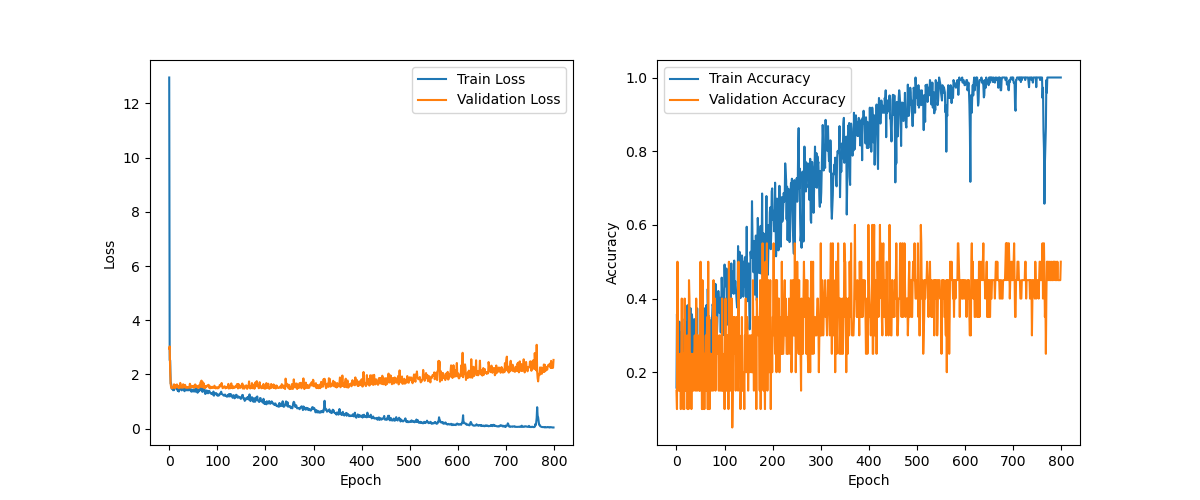 Train Loss
Validation Loss
12
10
8
6
4
2
0
Loss
0 100 200 300 400 500 600 700 800
Epoch
Train Accuracy
Validation Accuracy
1.0
0.8
0.6
0.4
0.2
Accuracy
0 100 200 300 400 500 600 700 800
Epoch